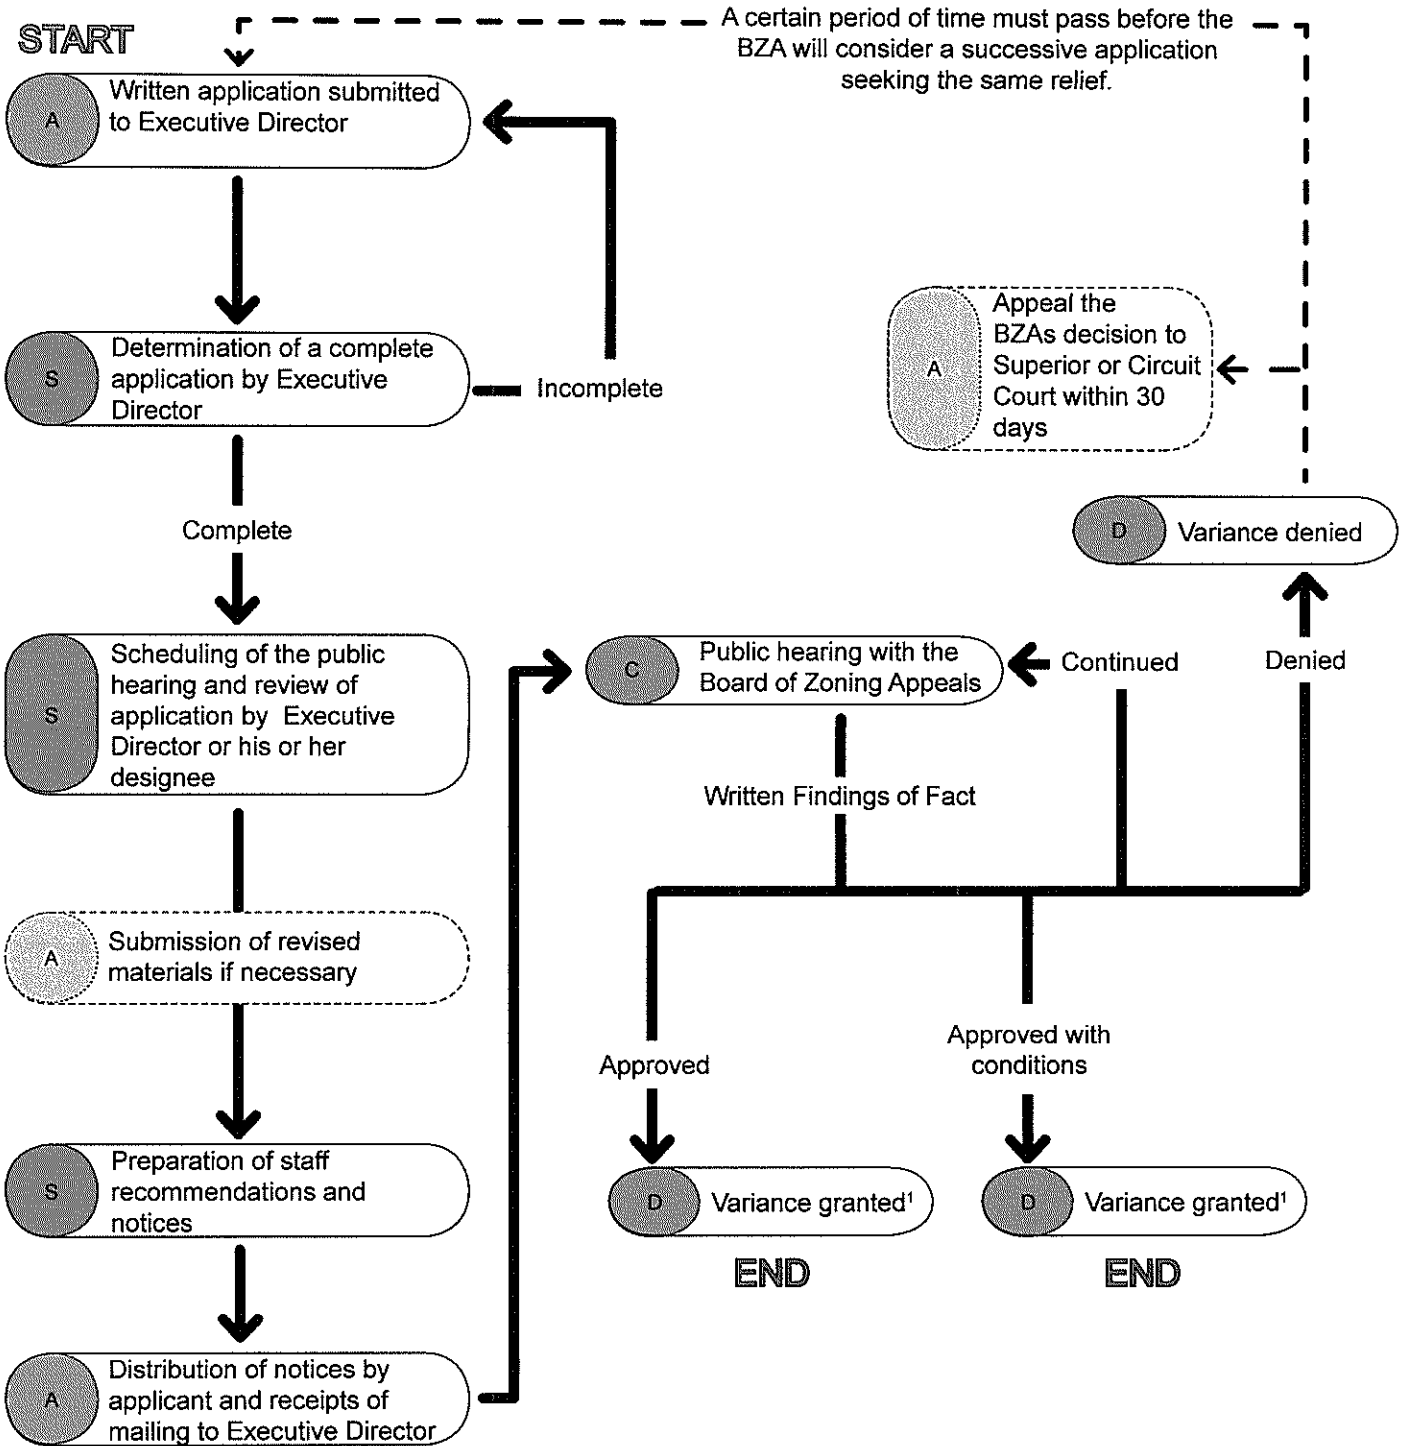 START
A certain period of time must pass before the
BZA will consider a successive application
seeking the same relief.
A
Written application submitted
to Executive Director
S
Determination of a complete
application by Executive
Director
Incomplete
A
Appeal the
BZAs decision to
Superior or Circuit
Court within 30
days
Complete
D
Variance denied
S
Scheduling of the public
hearing and review of
application by Executive
Director or his or her
designee
C
Public hearing with the
Board of Zoning Appeals
Continued
Denied
Written Findings of Fact
A
Submission of revised
materials if necessary
Approved
Approved with
conditions
S
Preparation of staff
recommendations and
notices
D
Variance granted¹
D
Variance granted¹
END
END
A
Distribution of notices by
applicant and receipts of
mailing to Executive Director